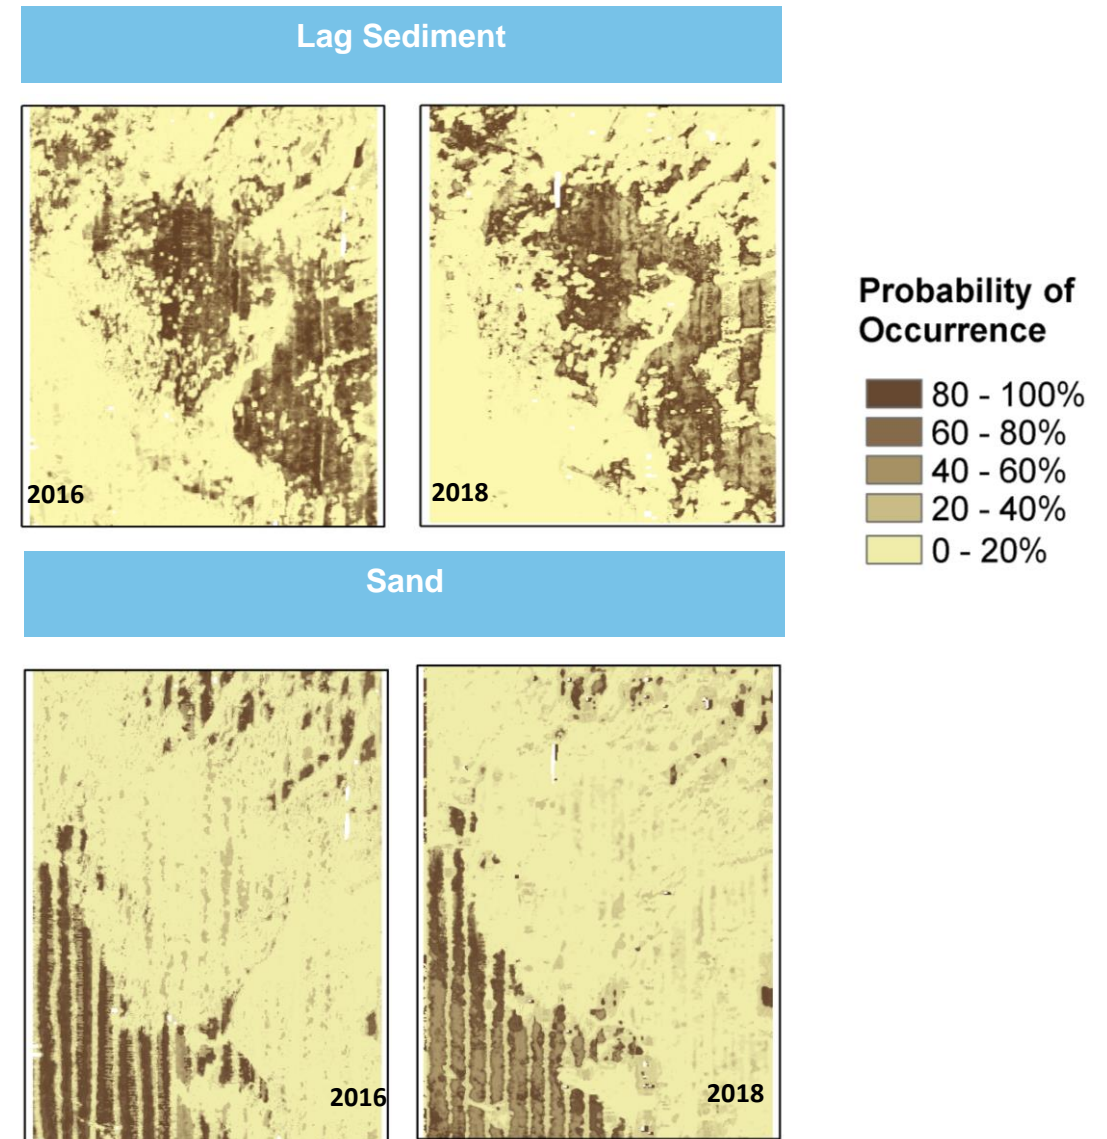 Lag Sediment
2016
2018
Probability of
Occurrence
80 - 100%
60 - 80%
40 - 60%
20 - 40%
0 - 20%
Sand
2016
2018